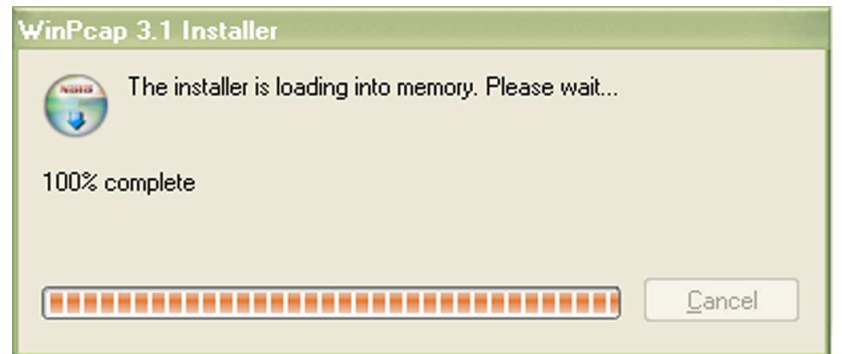 WinPcap 3.1 Installer
The installer is loading into memory. Please wait...
100% complete
Cancel